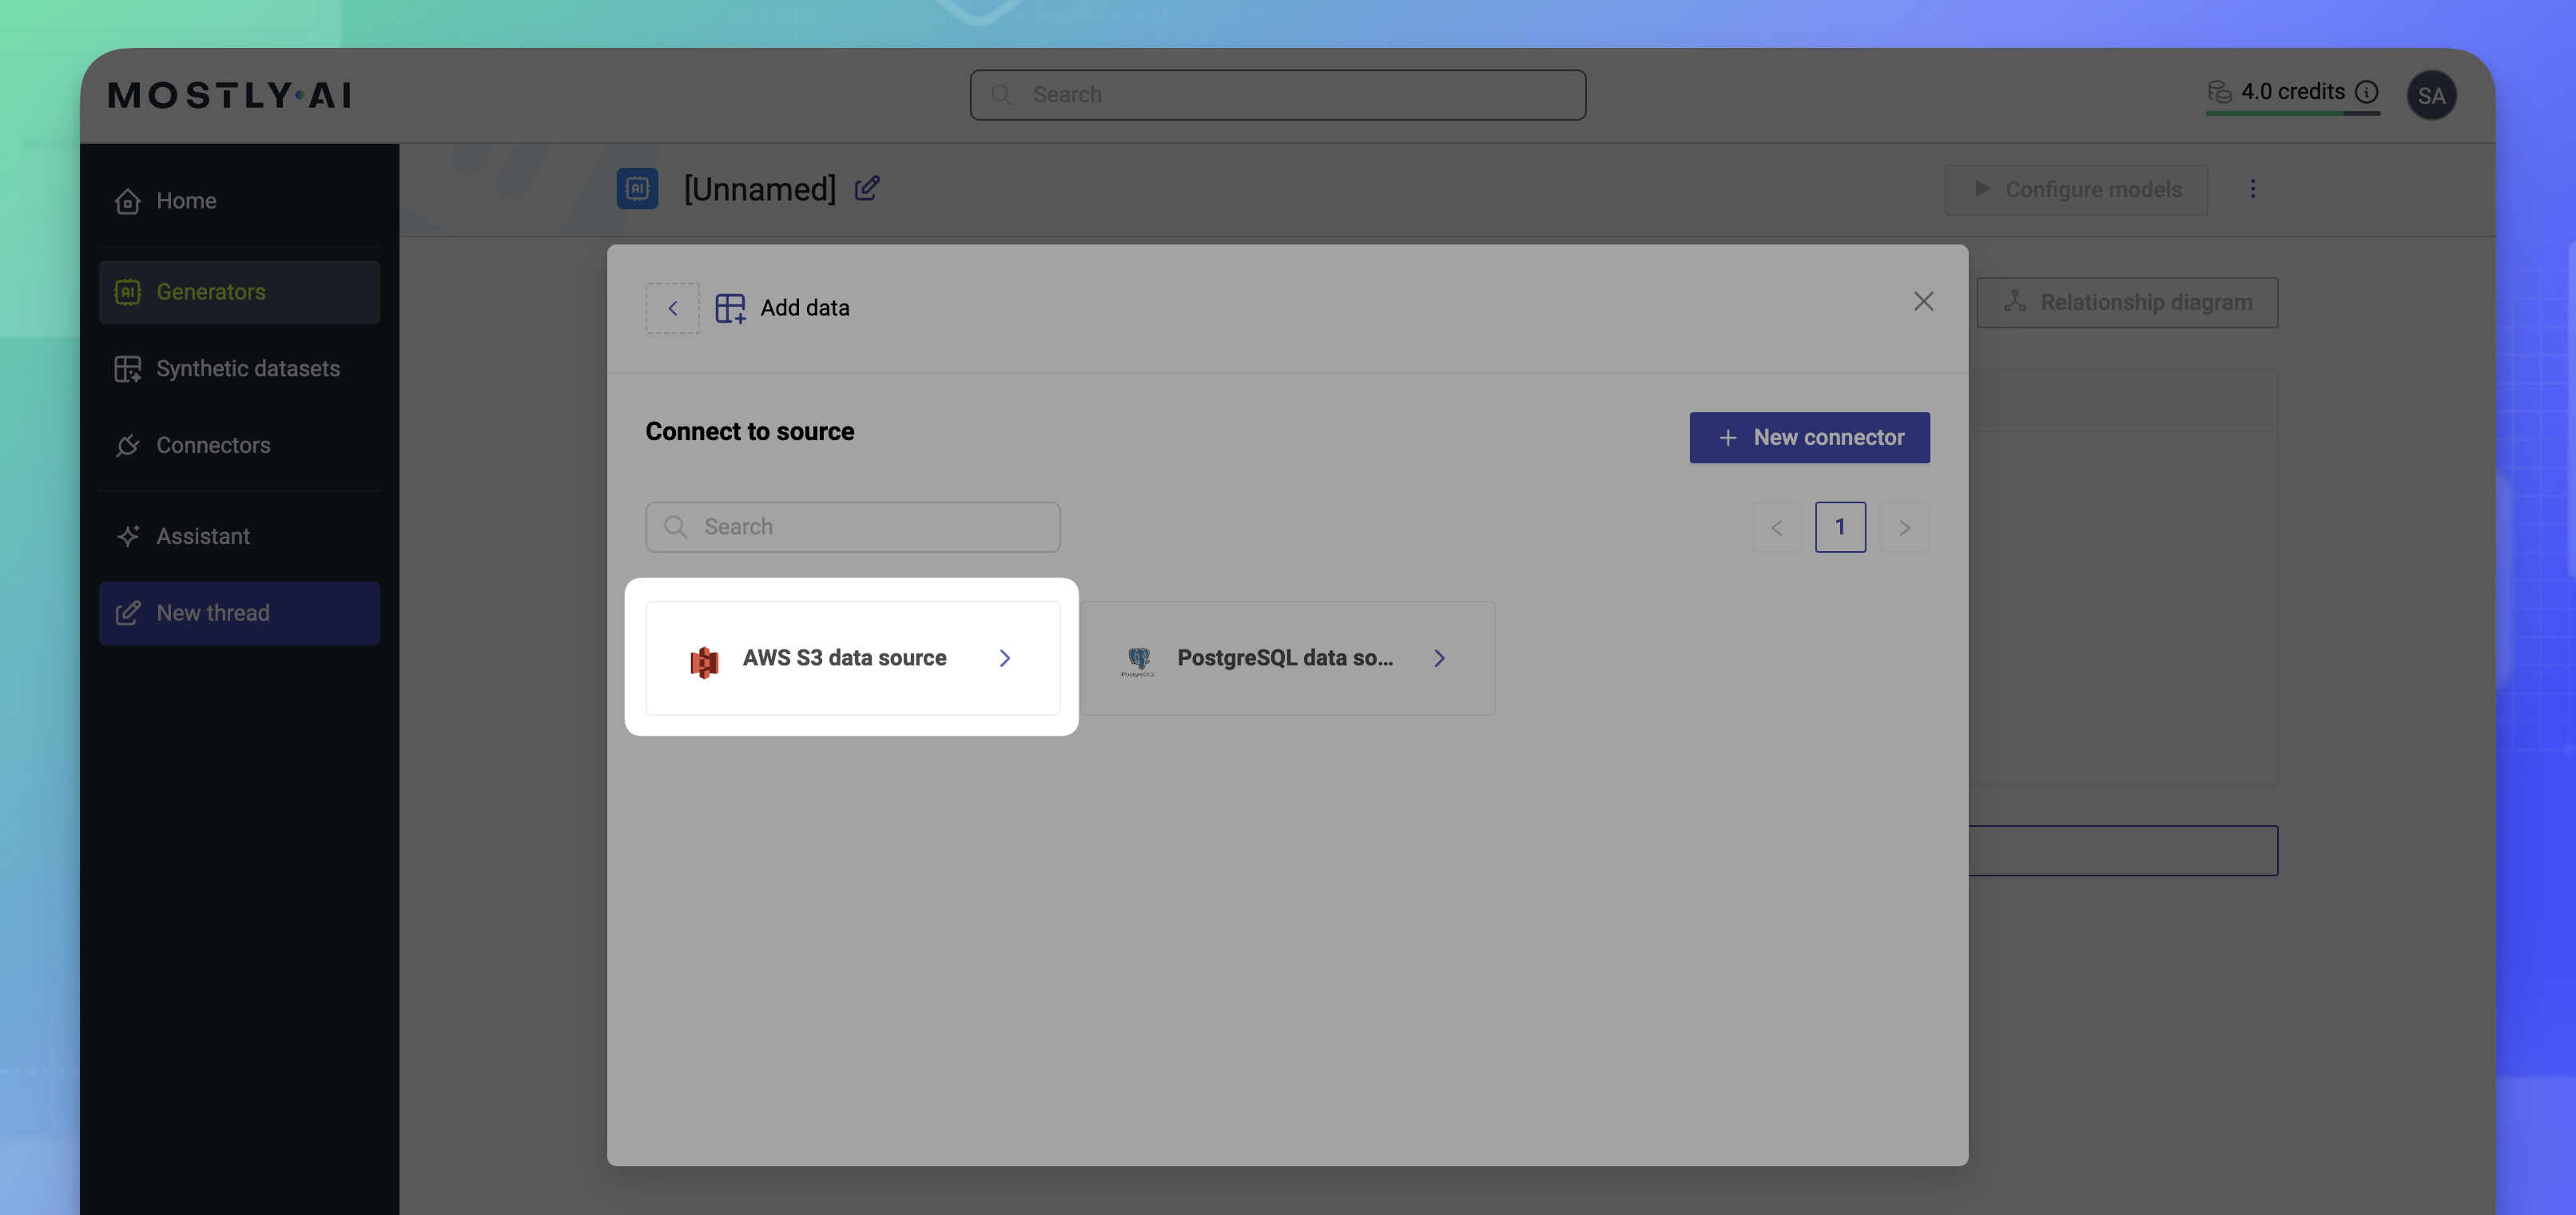 MOSTLY·AI
Search
4.0 credits
SA
Home
Generators
Synthetic datasets
Connectors
Assistant
New thread
[Unnamed]
Configure models
Relationship diagram
Add data
Connect to source
New connector
Search
1
AWS S3 data source
PostgreSQL
PostgreSQL data so...